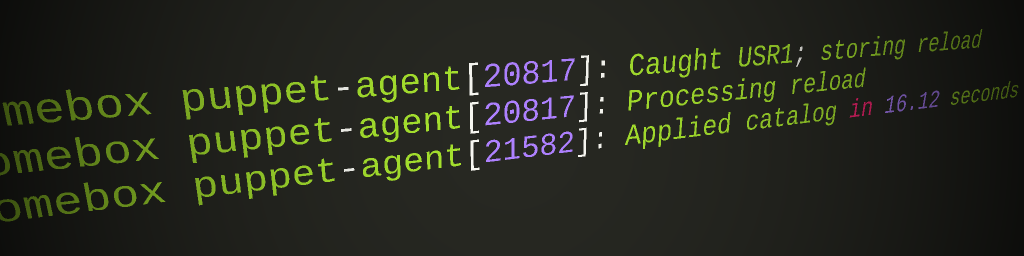 mebox puppet-agent[20817]: Caught USR1; storing reload
omebox puppet-agent[20817]: Processing reload
omebox puppet-agent[21582]: Applied catalog in 16.12 seconds